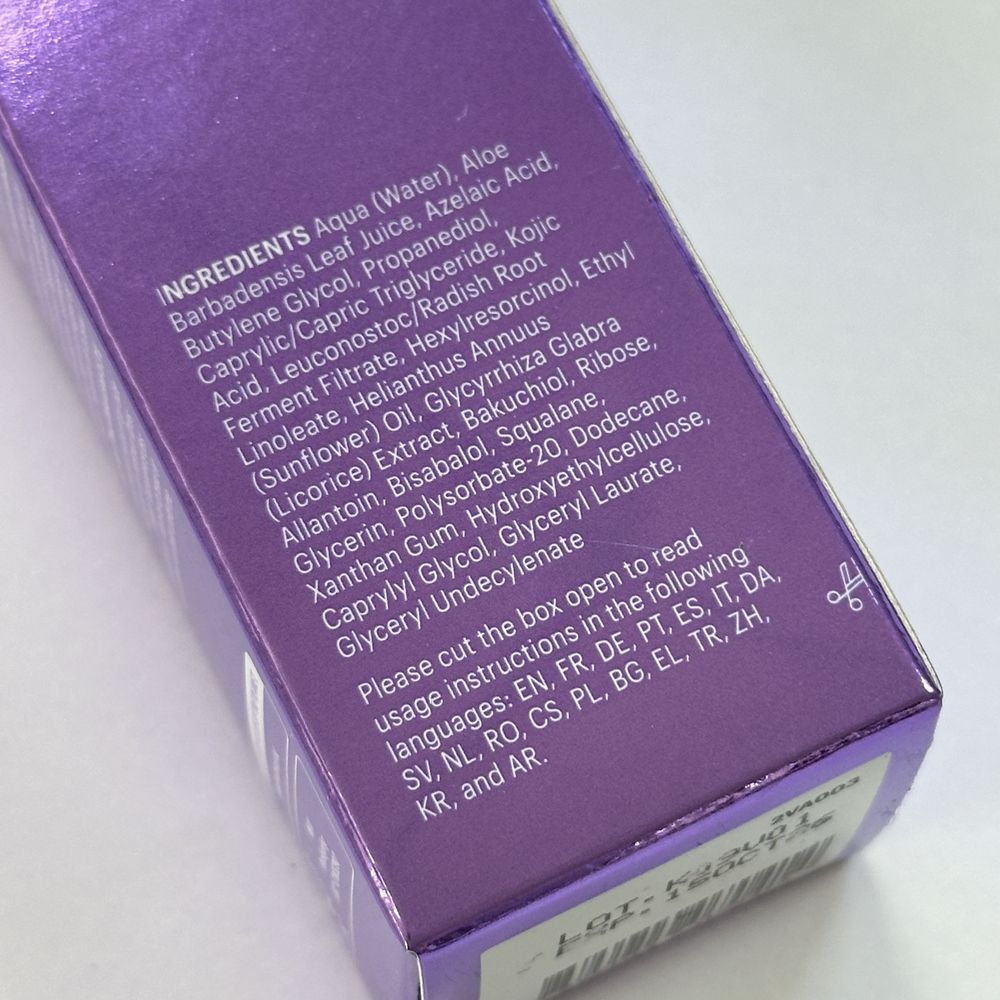 INGREDIENTS Aqua (Water), Aloe
Barbadensis Leaf Juice, Azelaic Acid,
Butylene Glycol, Propanediol,
Caprylic/Capric Triglyceride, Kojic
Acid, Leuconostoc/Radish Root
Ferment Filtrate, Hexylresorcinol, Ethyl
Linoleate, Helianthus Annuus
(Sunflower) Oil, Glycyrrhiza Glabra
(Licorice) Extract, Bakuchiol, Ribose,
Allantoin, Bisabalol, Squalane,
Glycerin, Polysorbate-20, Dodecane,
Xanthan Gum, Hydroxyethylcellulose,
Caprylyl Glycol, Glyceryl Laurate,
Glyceryl Undecylenate
Please cut the box open to read
usage instructions in the following
languages: EN, FR, DE, PT, ES, IT, DA,
SV, NL, RO, CS, PL, BG, EL, TR, ZH,
KR, and AR.
2VA003
LOT:
EXP: